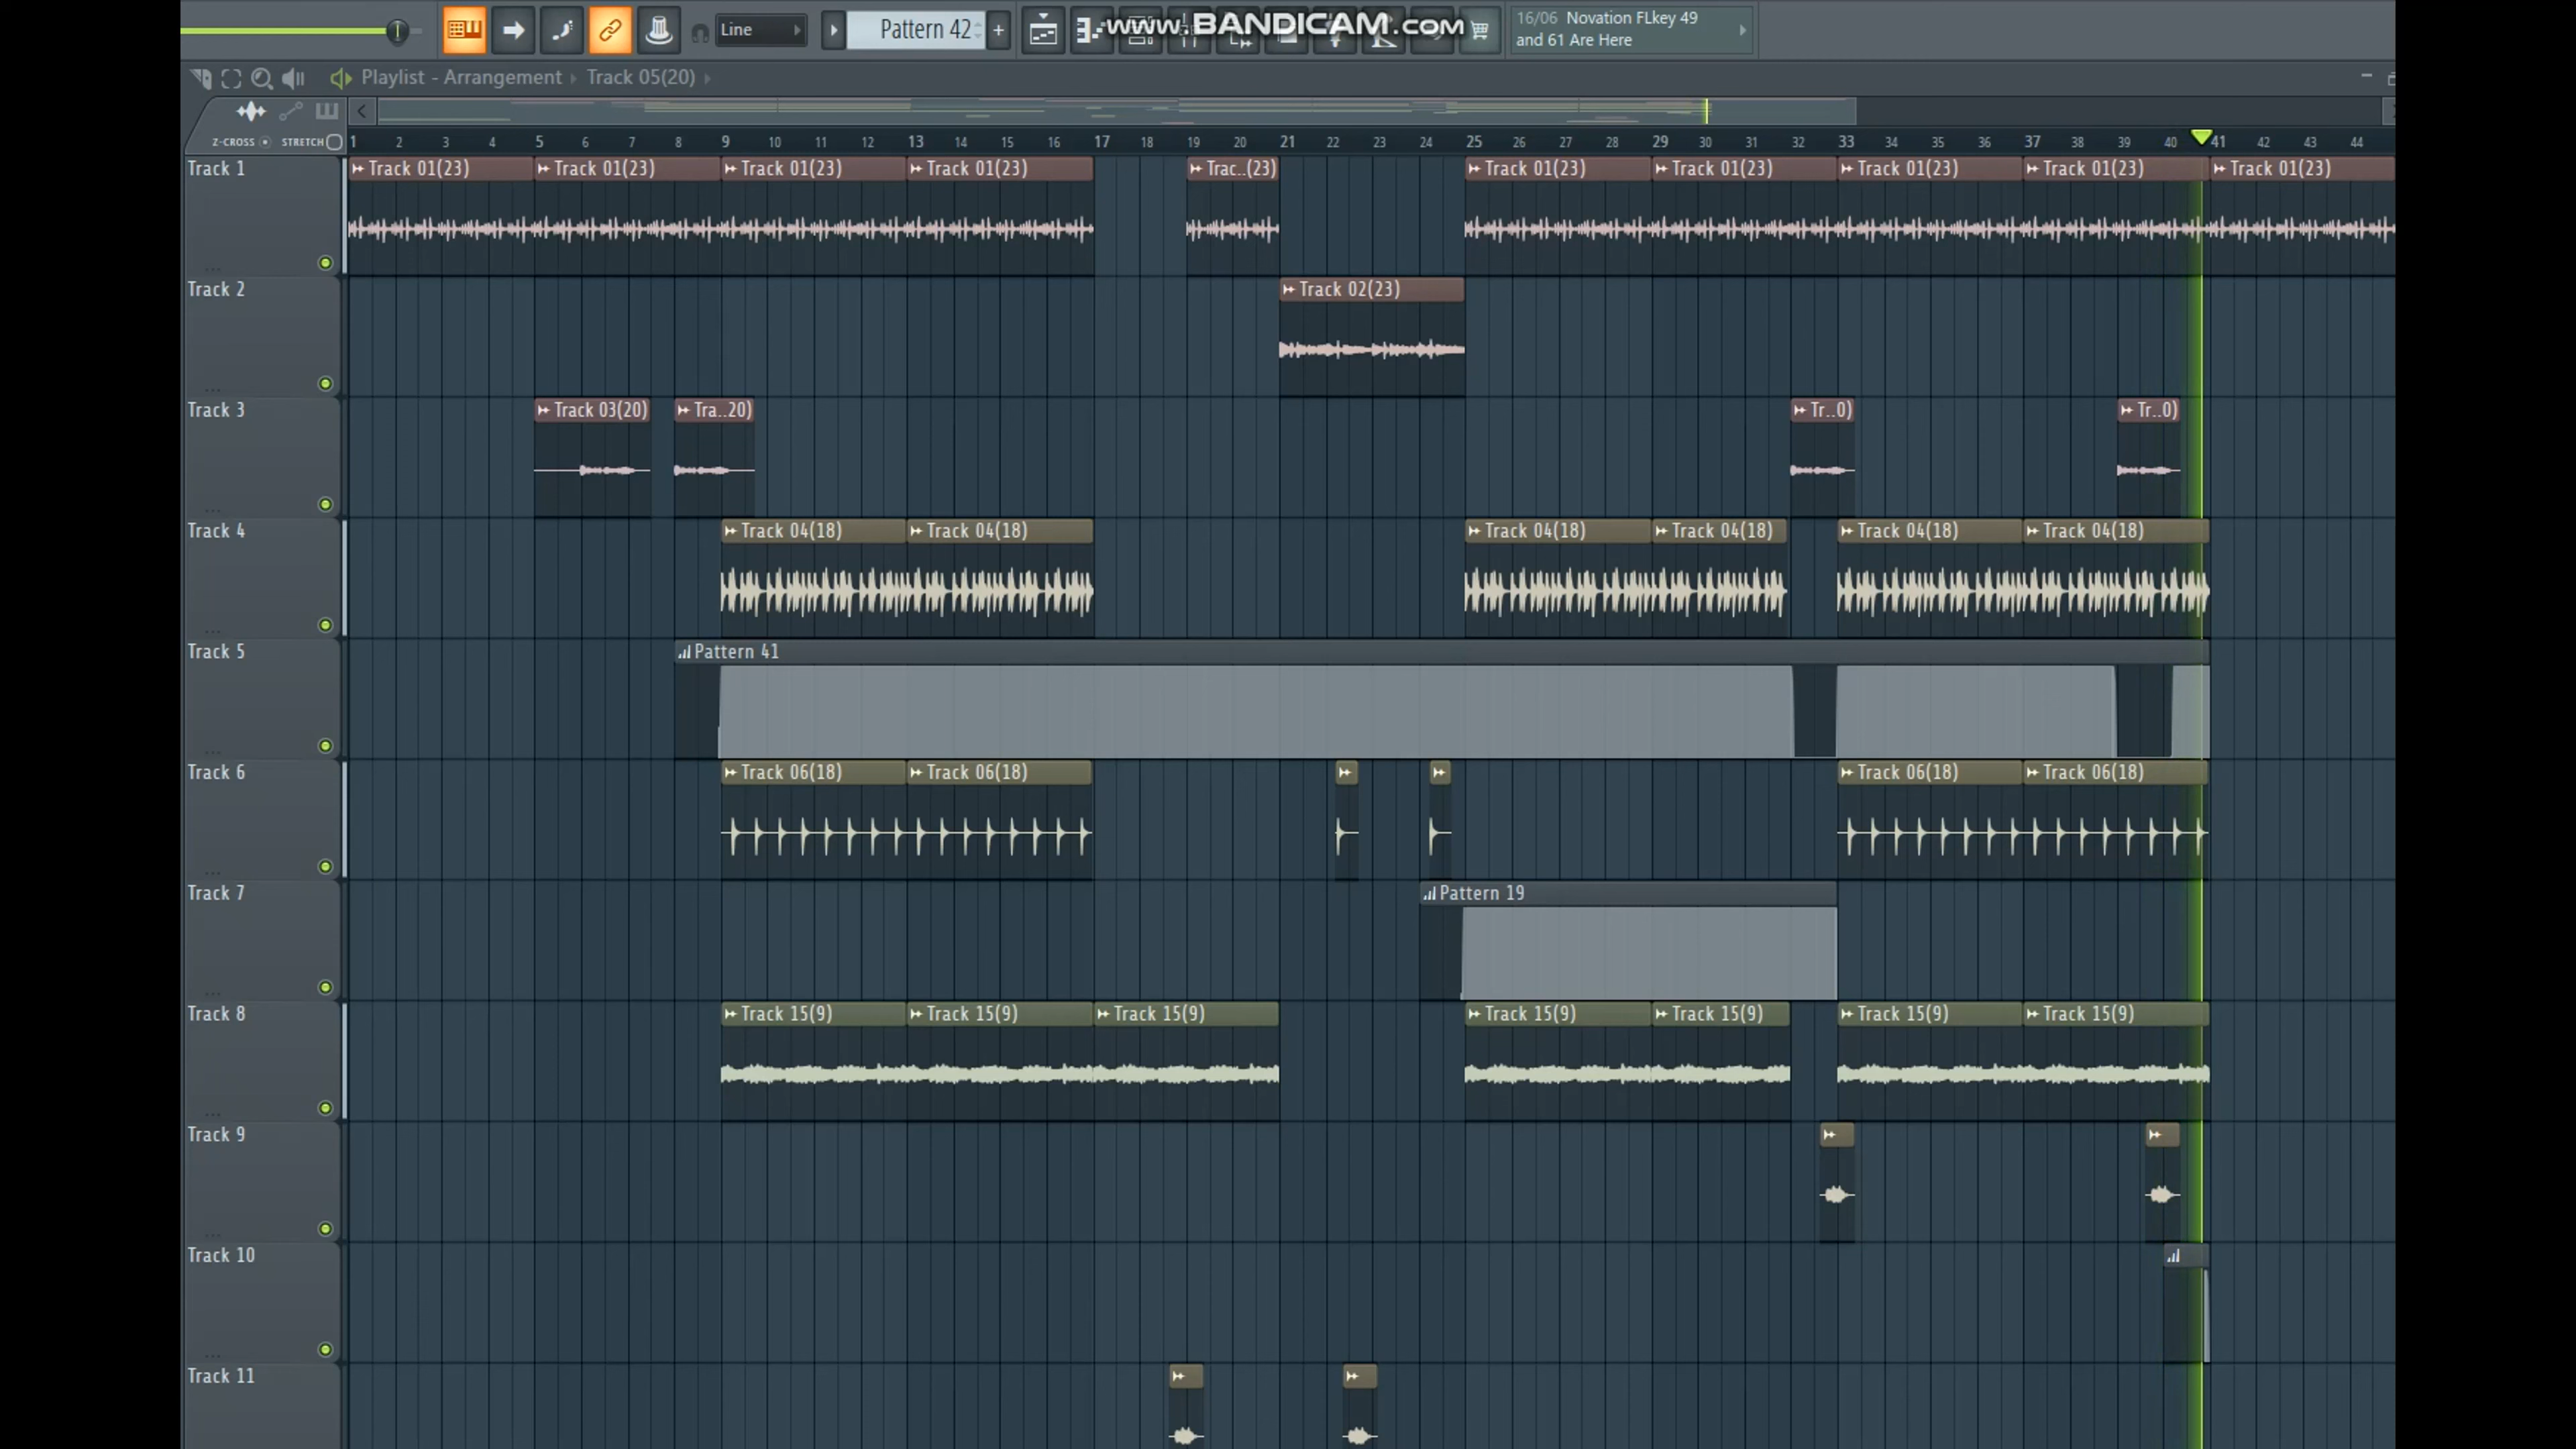 www.BANDICAM.com
Line
Pattern 42
+
16/06 Novation FLkey 49
and 61 Are Here
Playlist - Arrangement › Track 05(20) ›
Z-CROSS STRETCH
1 2 3 4 5 6 7 8 9 10 11 12 13 14 15 16 17 18 19 20 21 22 23 24 25 26 27 28 29 30 31 32 33 34 35 36 37 38 39 40 41 42 43 44
Track 1
Track 01(23) Track 01(23) Track 01(23) Track 01(23) Trac..(23) Track 01(23) Track 01(23) Track 01(23) Track 01(23) Track 01(23)
Track 2
Track 02(23)
Track 3
Track 03(20) Tra..20) Tr..0) Tr..0)
Track 4
Track 04(18) Track 04(18) Track 04(18) Track 04(18) Track 04(18) Track 04(18)
Track 5
Pattern 41
Track 6
Track 06(18) Track 06(18) Track 06(18) Track 06(18)
Track 7
Pattern 19
Track 8
Track 15(9) Track 15(9) Track 15(9) Track 15(9) Track 15(9) Track 15(9) Track 15(9)
Track 9
Track 10
Track 11